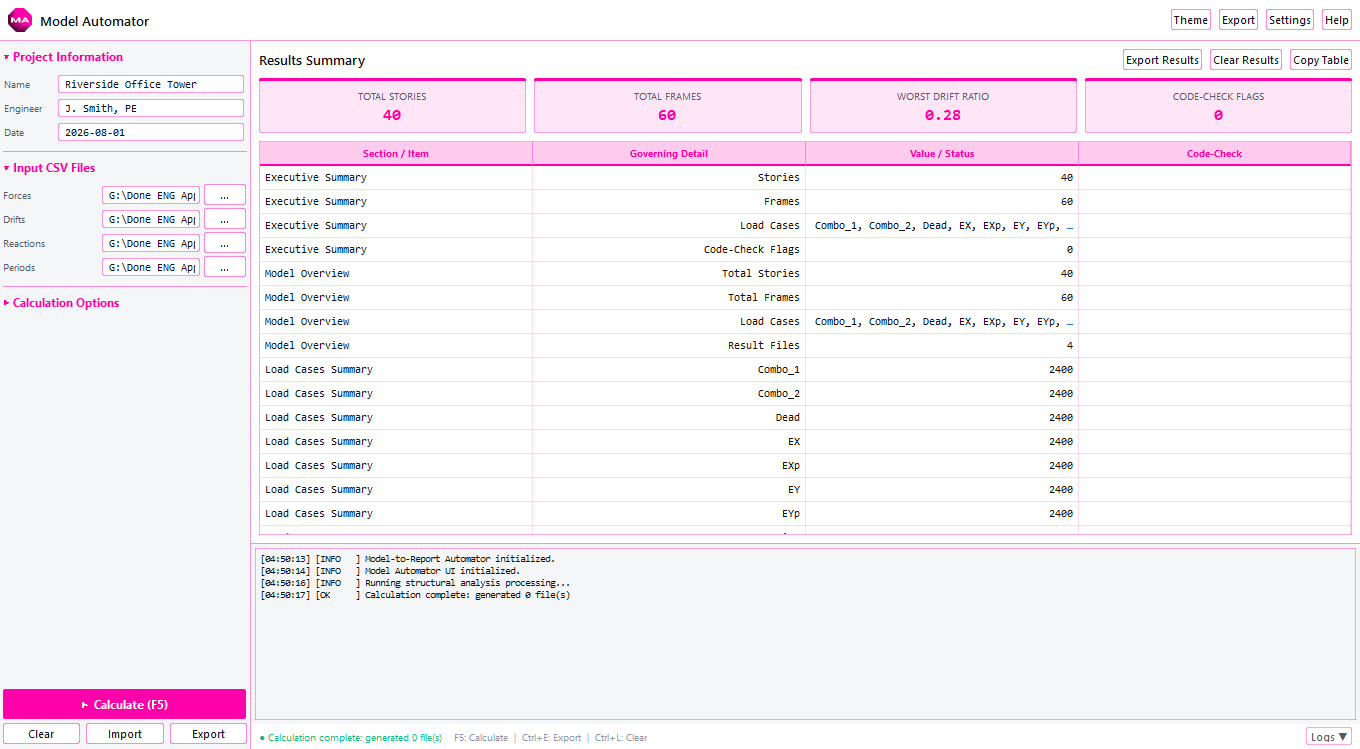 MA Model Automator Theme Export Settings Help
Project Information
Name Riverside Office Tower
Engineer J. Smith, PE
Date 2026-08-01
Input CSV Files
Forces G:\Done ENG Ap ...
Drifts G:\Done ENG Ap ...
Reactions G:\Done ENG Ap ...
Periods G:\Done ENG Ap ...
Calculation Options
Calculate (F5)
Clear Import Export
Results Summary Export Results Clear Results Copy Table
TOTAL STORIES TOTAL FRAMES WORST DRIFT RATIO CODE-CHECK FLAGS
40 60 0.28 0
Section / Item Governing Detail Value / Status Code-Check
Executive Summary Stories 40
Executive Summary Frames 60
Executive Summary Load Cases Combo_1, Combo_2, Dead, EX, EXp, EY, EYp, …
Executive Summary Code-Check Flags 0
Model Overview Total Stories 40
Model Overview Total Frames 60
Model Overview Load Cases Combo_1, Combo_2, Dead, EX, EXp, EY, EYp, …
Model Overview Result Files 4
Load Cases Summary Combo_1 2400
Load Cases Summary Combo_2 2400
Load Cases Summary Dead 2400
Load Cases Summary EX 2400
Load Cases Summary EXp 2400
Load Cases Summary EY 2400
Load Cases Summary EYp 2400
[04:50:13] [INFO ] Model-to-Report Automator initialized.
[04:50:14] [INFO ] Model Automator UI initialized.
[04:50:16] [INFO ] Running structural analysis processing...
[04:50:17] [OK ] Calculation complete: generated 0 file(s)
● Calculation complete: generated 0 file(s) F5: Calculate | Ctrl+E: Export | Ctrl+L: Clear Logs ▼